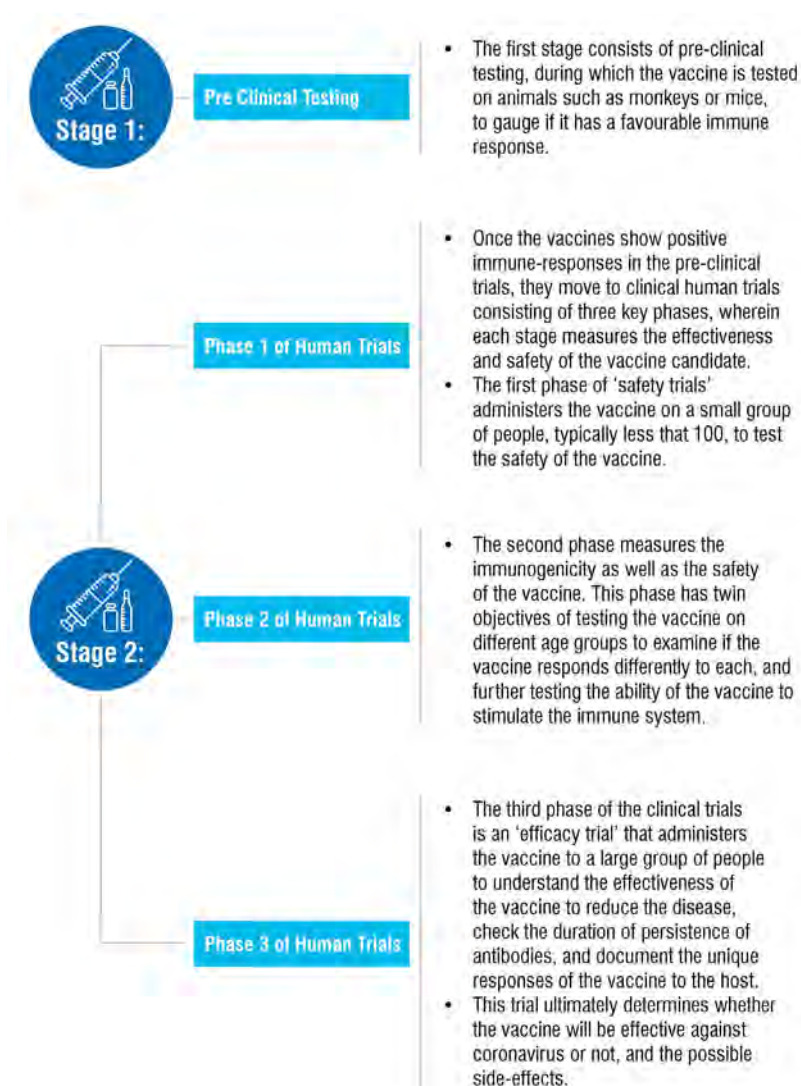 Stage 1:
Pre Clinical Testing
• The first stage consists of pre-clinical
testing, during which the vaccine is tested
on animals such as monkeys or mice,
to gauge if it has a favourable immune
response.
Phase 1 of Human Trials
• Once the vaccines show positive
immune-responses in the pre-clinical
trials, they move to clinical human trials
consisting of three key phases, wherein
each stage measures the effectiveness
and safety of the vaccine candidate.
• The first phase of ‘safety trials’
administers the vaccine on a small group
of people, typically less that 100, to test
the safety of the vaccine.
Stage 2:
Phase 2 of Human Trials
• The second phase measures the
immunogenicity as well as the safety
of the vaccine. This phase has twin
objectives of testing the vaccine on
different age groups to examine if the
vaccine responds differently to each, and
further testing the ability of the vaccine to
stimulate the immune system.
Phase 3 of Human Trials
• The third phase of the clinical trials
is an ‘efficacy trial’ that administers
the vaccine to a large group of people
to understand the effectiveness of
the vaccine to reduce the disease,
check the duration of persistence of
antibodies, and document the unique
responses of the vaccine to the host.
• This trial ultimately determines whether
the vaccine will be effective against
coronavirus or not, and the possible
side-effects.